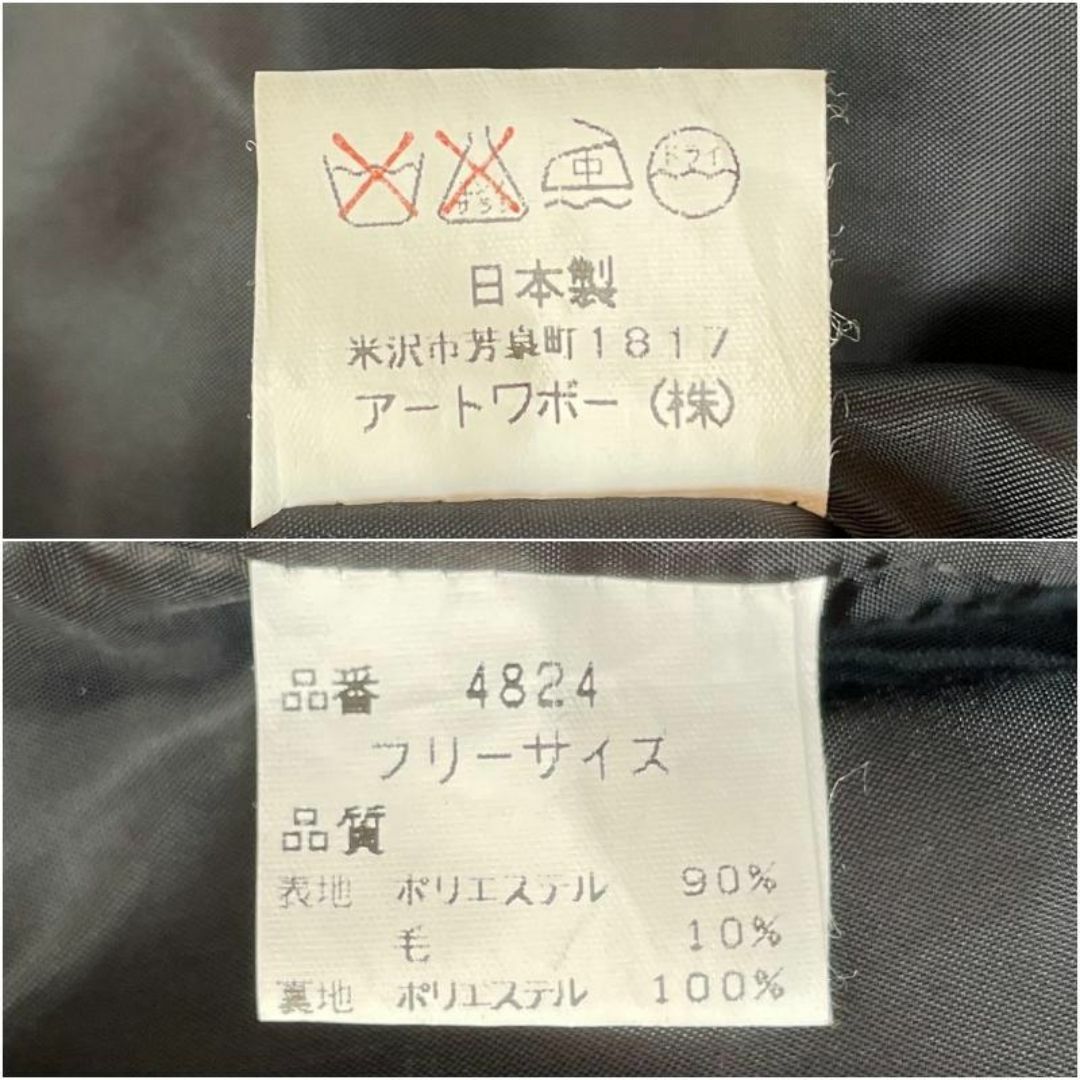 中 ドライ
日本製
米沢市芳泉町1817
アートワボー(株)
品番 4824
フリーサイズ
品質
表地 ポリエステル 90%
毛 10%
裏地 ポリエステル 100%